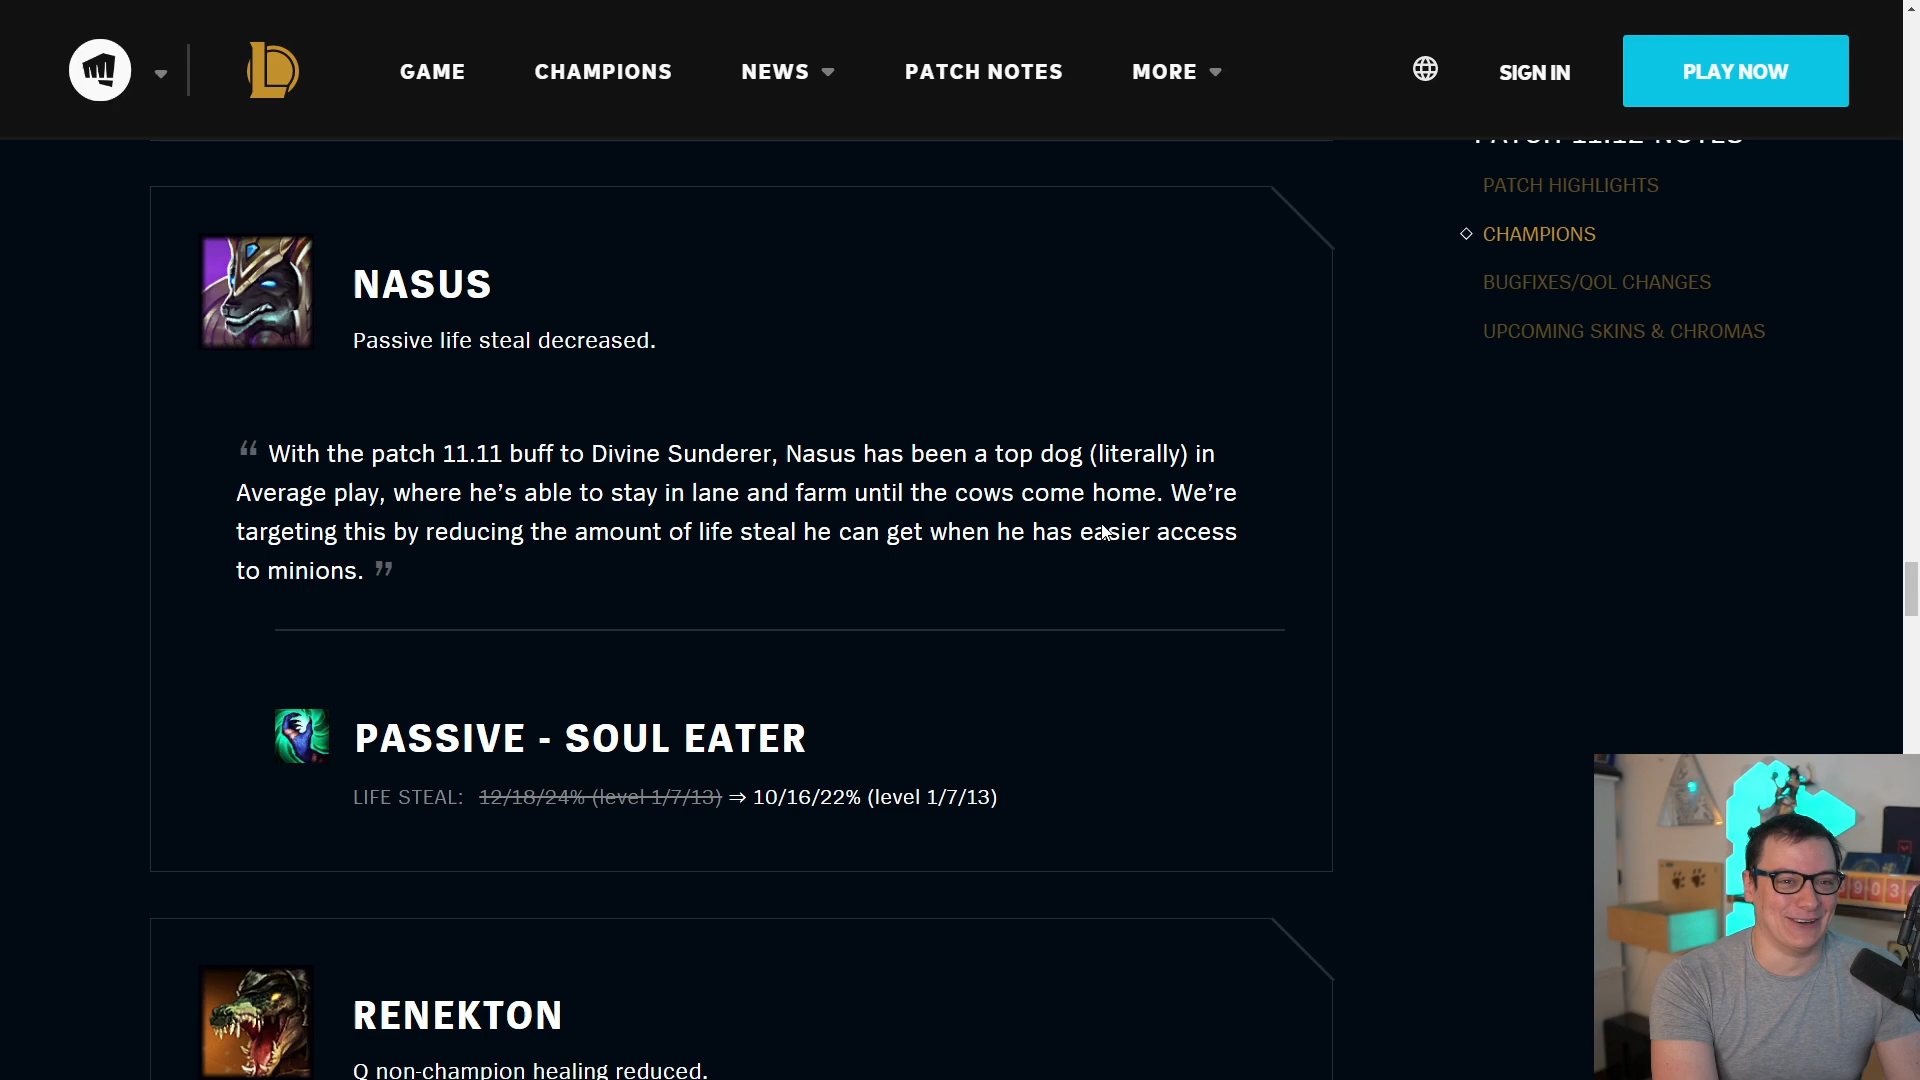 GAME
CHAMPIONS
NEWS
PATCH NOTES
MORE
SIGN IN
PLAY NOW
PATCH 11.12 NOTES
PATCH HIGHLIGHTS
CHAMPIONS
BUGFIXES/QOL CHANGES
UPCOMING SKINS & CHROMAS
NASUS
Passive life steal decreased.
“ With the patch 11.11 buff to Divine Sunderer, Nasus has been a top dog (literally) in
Average play, where he’s able to stay in lane and farm until the cows come home. We’re
targeting this by reducing the amount of life steal he can get when he has easier access
to minions. ”
PASSIVE - SOUL EATER
LIFE STEAL: 12/18/24% (level 1/7/13) ⇒ 10/16/22% (level 1/7/13)
RENEKTON
Q non-champion healing reduced.